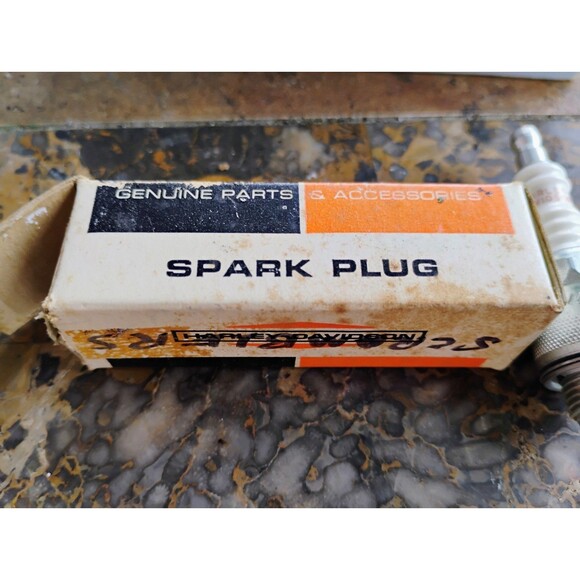 GENUINE PARTS & ACCESSORIES
SPARK PLUG
HARLEY-DAVIDSON